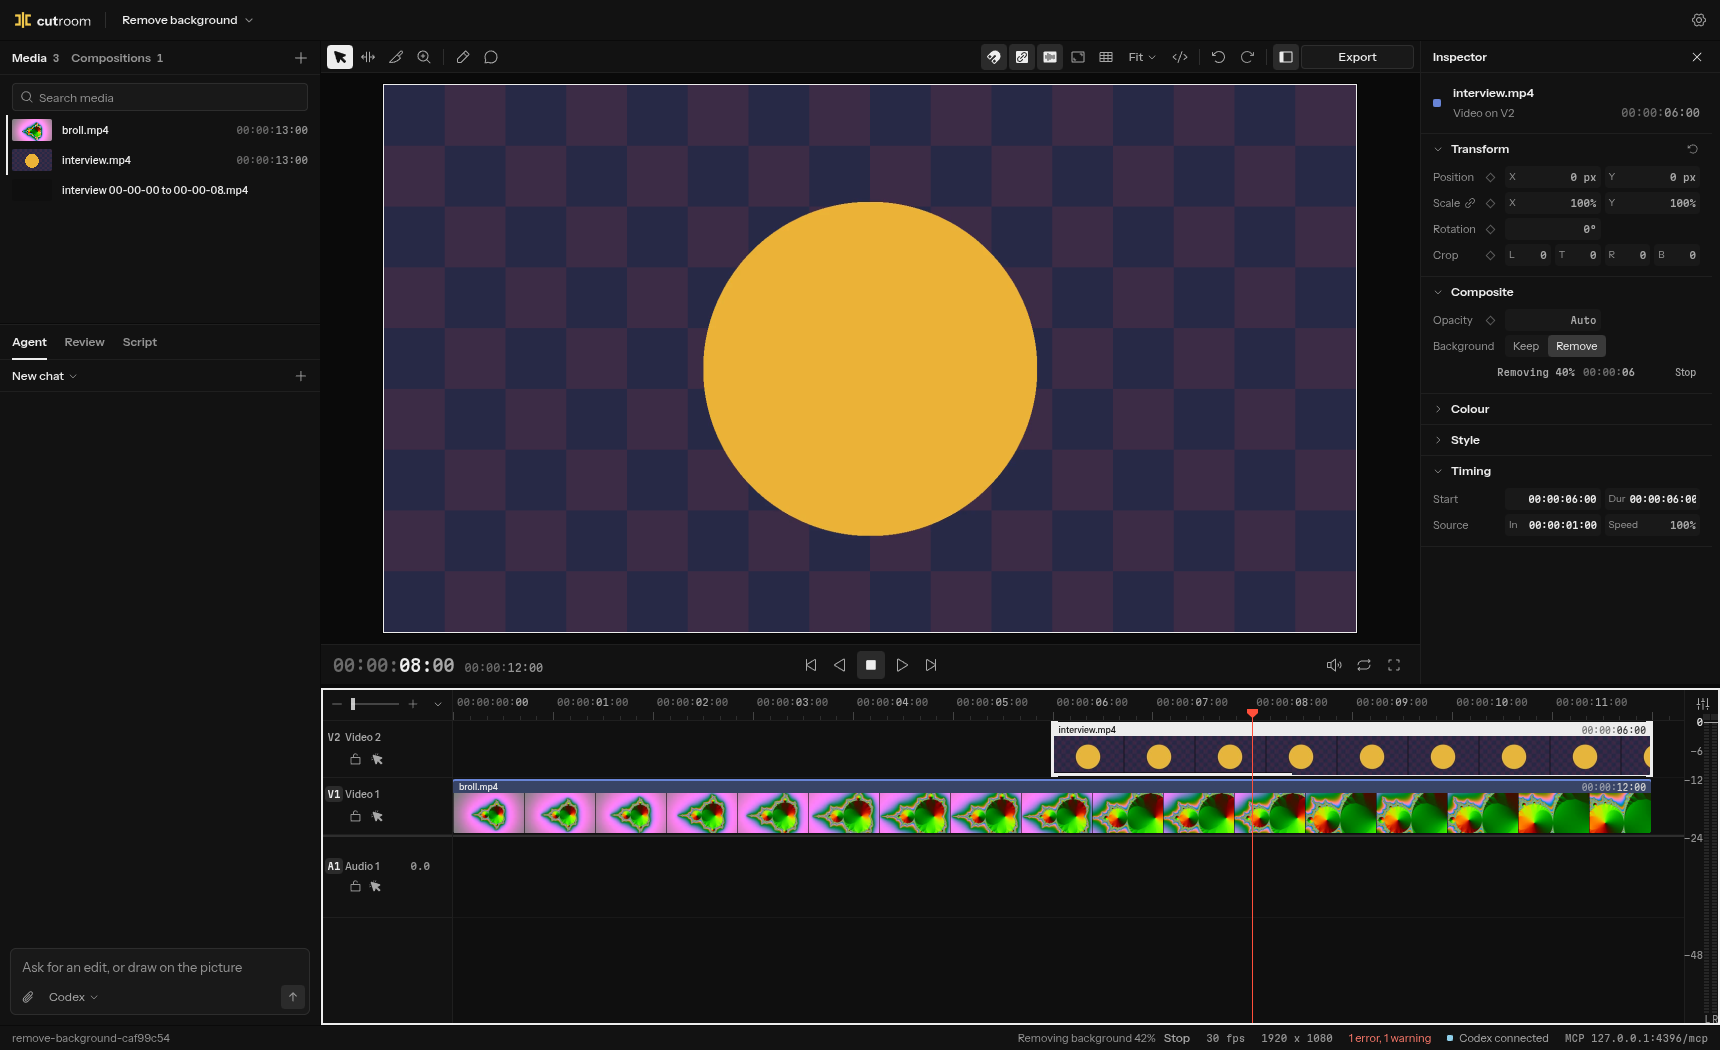 cutroom
Remove background
Media 3 Compositions 1
Search media
broll.mp4 00:00:13:00
interview.mp4 00:00:13:00
interview 00-00-00 to 00-00-08.mp4
Agent Review Script
New chat
Ask for an edit, or draw on the picture
Codex
remove-background-caf99c54
Fit
Export
00:00:08:00 00:00:12:00
Inspector
interview.mp4
Video on V2 00:00:06:00
Transform
Position X 0 px Y 0 px
Scale X 100% Y 100%
Rotation 0°
Crop L 0 T 0 R 0 B 0
Composite
Opacity Auto
Background Keep Remove
Removing 40% 00:00:06 Stop
Colour
Style
Timing
Start 00:00:06:00 Dur 00:00:06:00
Source In 00:00:01:00 Speed 100%
00:00:00:00 00:00:01:00 00:00:02:00 00:00:03:00 00:00:04:00 00:00:05:00 00:00:06:00 00:00:07:00 00:00:08:00 00:00:09:00 00:00:10:00 00:00:11:00
V2 Video 2
interview.mp4 00:00:06:00
V1 Video 1
broll.mp4 00:00:12:00
A1 Audio 1 0.0
0
-6
-12
-24
-48
L R
Removing background 42% Stop 30 fps 1920 x 1080 1 error, 1 warning Codex connected MCP 127.0.0.1:4396/mcp